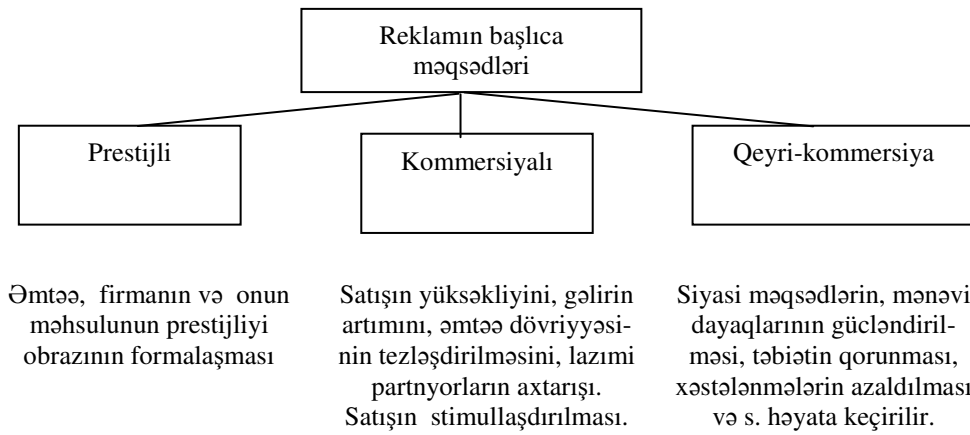 Reklamın başlıca
məqsədləri
Prestijli
Kommersiyalı
Qeyri-kommersiya
Əmtəə, firmanın və onun
məhsulunun prestijliyi
obrazının formalaşması
Satışın yüksəkliyini, gəlirin
artımını, əmtəə dövriyyəsi-
nin tezləşdirilməsini, lazımi
partnyorların axtarışı.
Satışın stimullaşdırılması.
Siyasi məqsədlərin, mənəvi
dayaqlarının gücləndiril-
məsi, təbiətin qorunması,
xəstələnmələrin azaldılması
və s. həyata keçirilir.